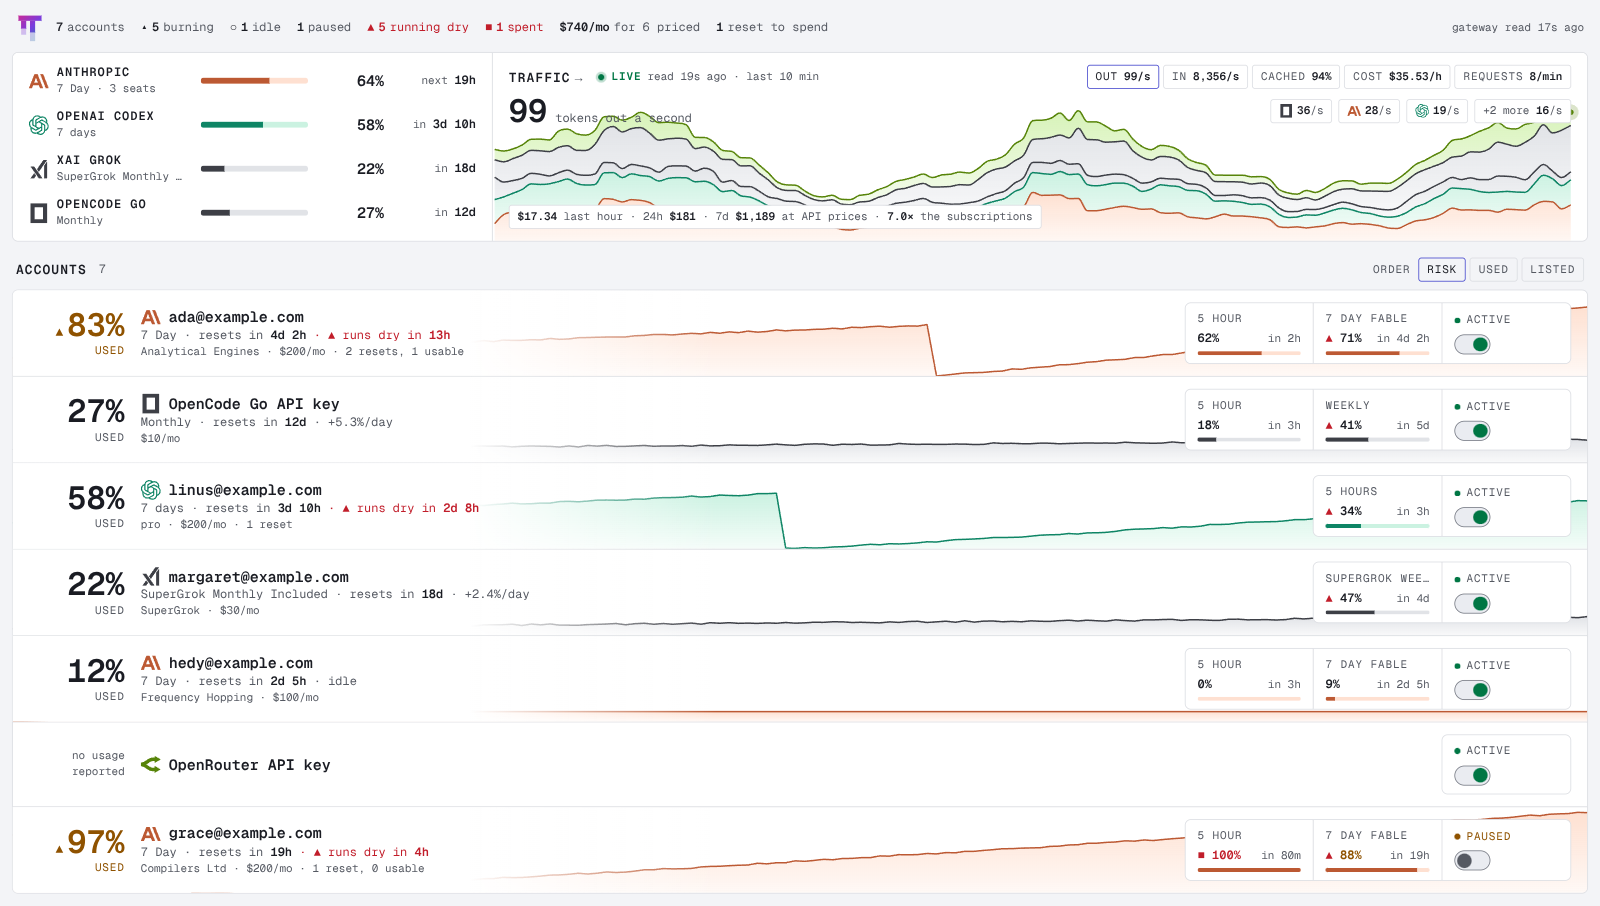 7 accounts ▲ 5 burning ○ 1 idle 1 paused ▲ 5 running dry ■ 1 spent $740/mo for 6 priced 1 reset to spend gateway read 17s ago
ANTHROPIC
7 Day · 3 seats
64% next 19h
OPENAI CODEX
7 days
58% in 3d 10h
XAI GROK
SuperGrok Monthly …
22% in 18d
OPENCODE GO
Monthly
27% in 12d
TRAFFIC → ● LIVE read 19s ago · last 10 min
OUT 99/s IN 8,356/s CACHED 94% COST $35.53/h REQUESTS 8/min
99 tokens out a second
36/s 28/s 19/s +2 more 16/s
$17.34 last hour · 24h $181 · 7d $1,189 at API prices · 7.0× the subscriptions
ACCOUNTS 7
ORDER RISK USED LISTED
▲83% USED
ada@example.com
7 Day · resets in 4d 2h · ▲ runs dry in 13h
Analytical Engines · $200/mo · 2 resets, 1 usable
5 HOUR
62% in 2h
7 DAY FABLE
▲ 71% in 4d 2h
● ACTIVE
27% USED
OpenCode Go API key
Monthly · resets in 12d · +5.3%/day
$10/mo
5 HOUR
18% in 3h
WEEKLY
▲ 41% in 5d
● ACTIVE
58% USED
linus@example.com
7 days · resets in 3d 10h · ▲ runs dry in 2d 8h
pro · $200/mo · 1 reset
5 HOURS
▲ 34% in 3h
● ACTIVE
22% USED
margaret@example.com
SuperGrok Monthly Included · resets in 18d · +2.4%/day
SuperGrok · $30/mo
SUPERGROK WEE…
▲ 47% in 4d
● ACTIVE
12% USED
hedy@example.com
7 Day · resets in 2d 5h · idle
Frequency Hopping · $100/mo
5 HOUR
0% in 3h
7 DAY FABLE
9% in 2d 5h
● ACTIVE
no usage
reported
OpenRouter API key
● ACTIVE
▲97% USED
grace@example.com
7 Day · resets in 19h · ▲ runs dry in 4h
Compilers Ltd · $200/mo · 1 reset, 0 usable
5 HOUR
■ 100% in 80m
7 DAY FABLE
▲ 88% in 19h
● PAUSED